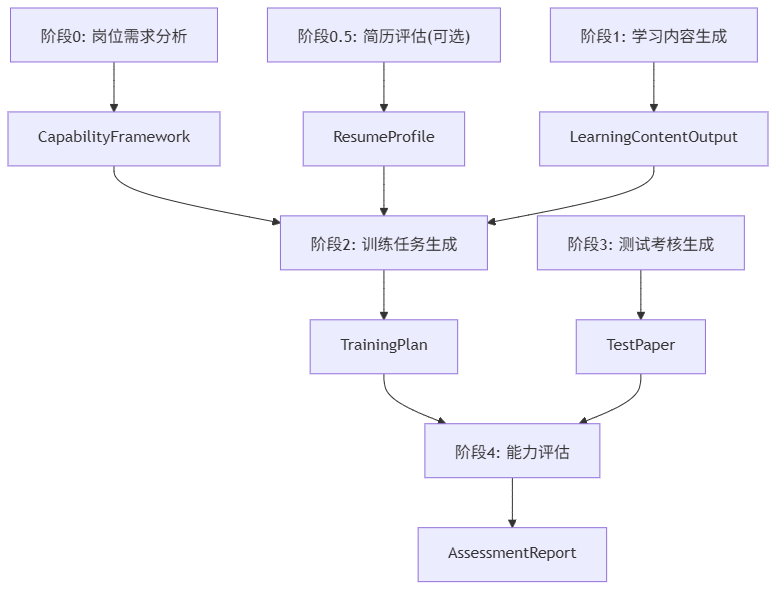 阶段0: 岗位需求分析
阶段0.5: 简历评估(可选)
阶段1: 学习内容生成
CapabilityFramework
ResumeProfile
LearningContentOutput
阶段2: 训练任务生成
阶段3: 测试考核生成
TrainingPlan
TestPaper
阶段4: 能力评估
AssessmentReport